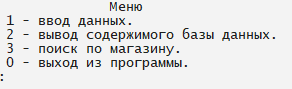 Меню
1 - ввод данных.
2 - вывод содержимого базы данных.
3 - поиск по магазину.
0 - выход из программы.
: